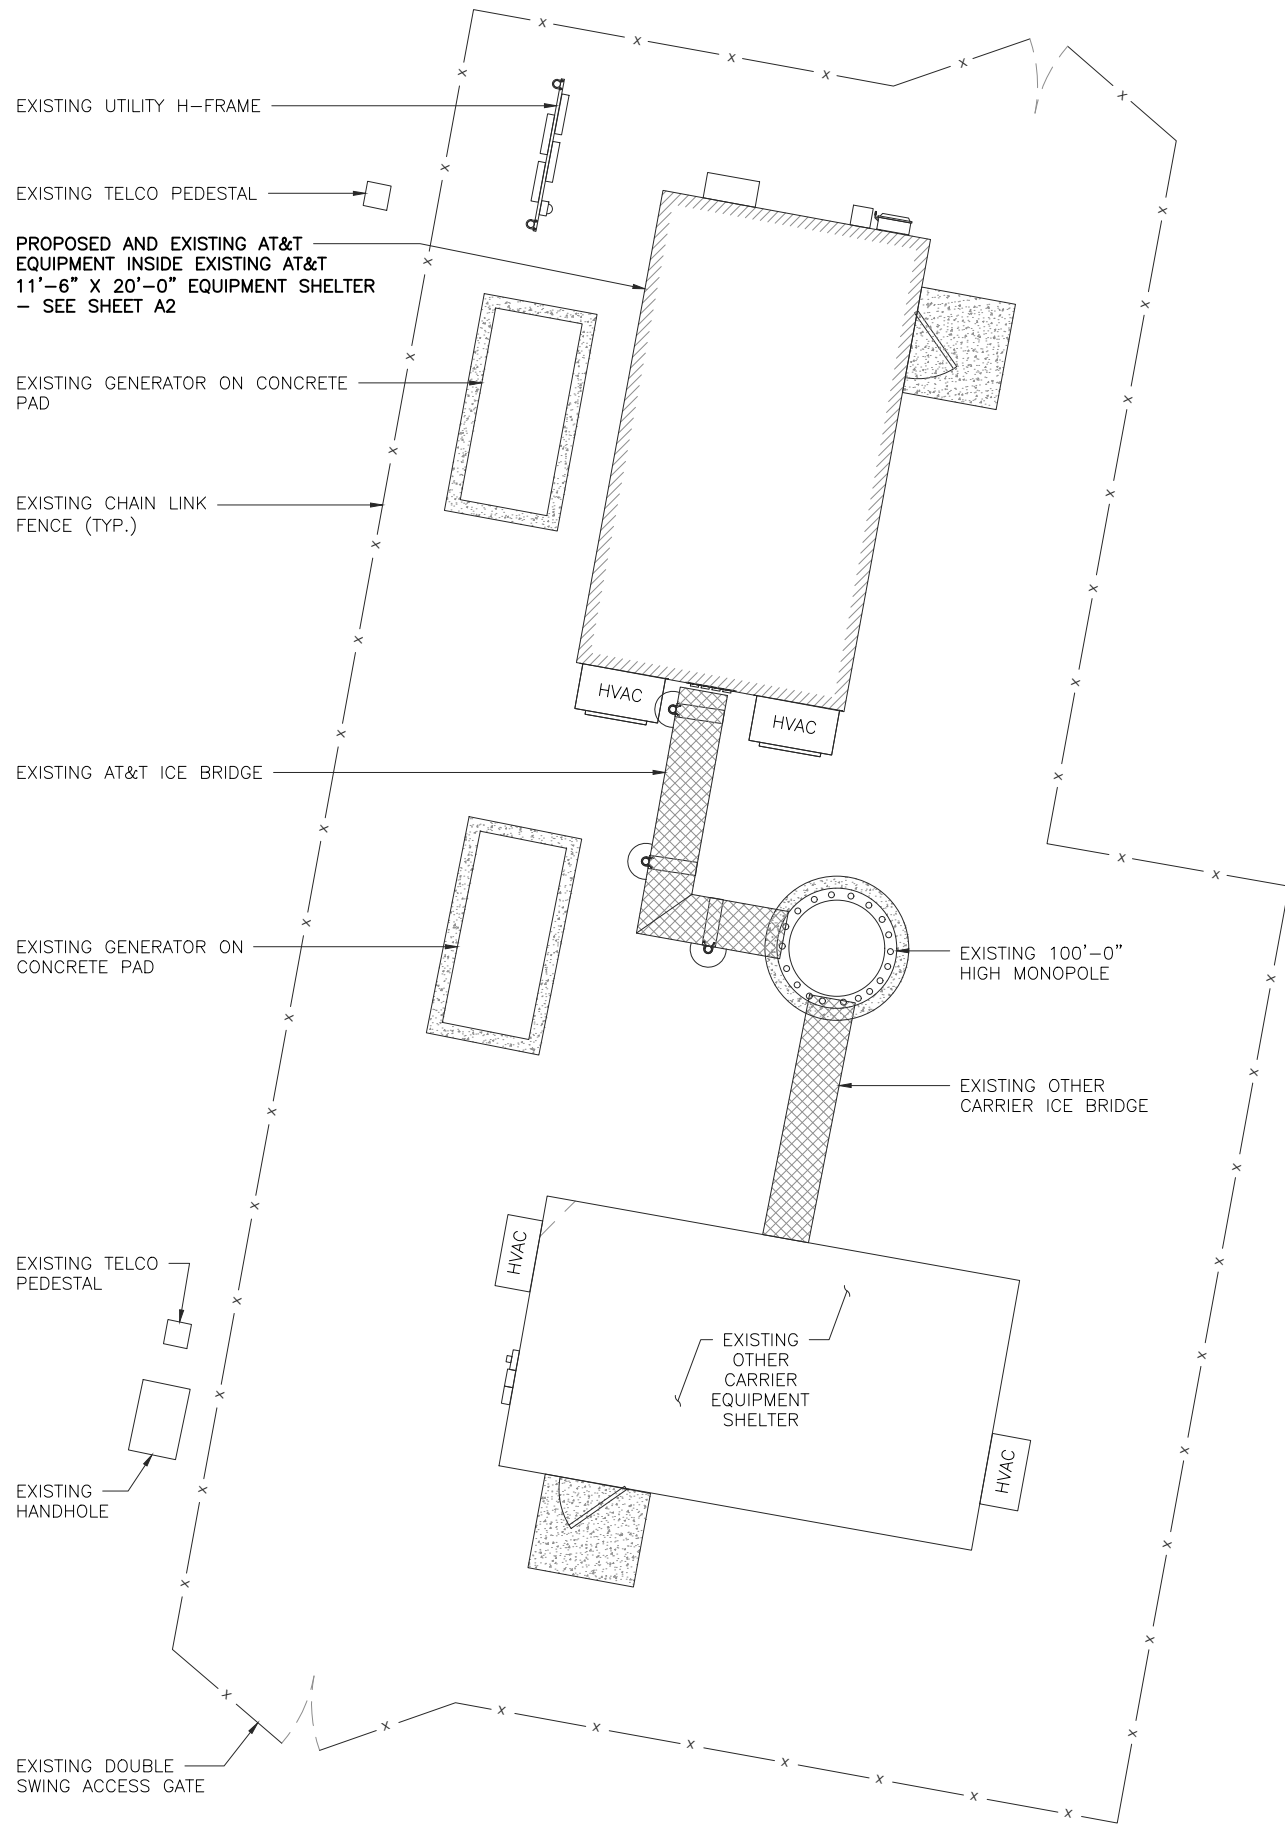 EXISTING UTILITY H-FRAME
EXISTING TELCO PEDESTAL
PROPOSED AND EXISTING AT&T
EQUIPMENT INSIDE EXISTING AT&T
11'-6" X 20'-0" EQUIPMENT SHELTER
- SEE SHEET A2
EXISTING GENERATOR ON CONCRETE
PAD
EXISTING CHAIN LINK
FENCE (TYP.)
HVAC
HVAC
EXISTING AT&T ICE BRIDGE
EXISTING GENERATOR ON
CONCRETE PAD
EXISTING 100'-0"
HIGH MONOPOLE
EXISTING OTHER
CARRIER ICE BRIDGE
HVAC
EXISTING TELCO
PEDESTAL
EXISTING
OTHER
CARRIER
EQUIPMENT
SHELTER
HVAC
EXISTING
HANDHOLE
EXISTING DOUBLE
SWING ACCESS GATE